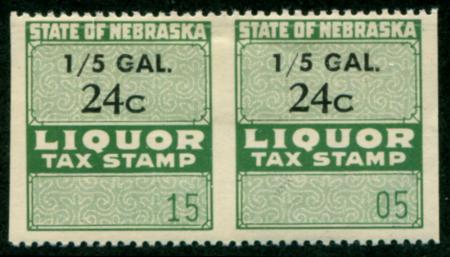 STATE OF NEBRASKA
1/5 GAL.
24c
LIQUOR
TAX STAMP
15
STATE OF NEBRASKA
1/5 GAL.
24c
LIQUOR
TAX STAMP
05